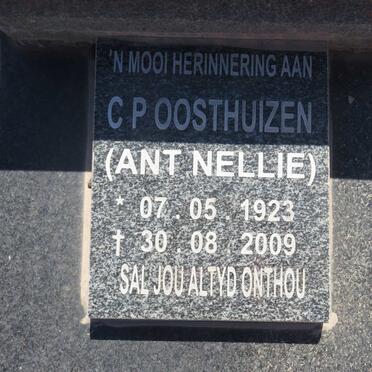 'N MOOI HERINNERING AAN
C P OOSTHUIZEN
(ANT NELLIE)
* 07 . 05 . 1923
† 30 . 08 . 2009
SAL JOU ALTYD ONTHOU